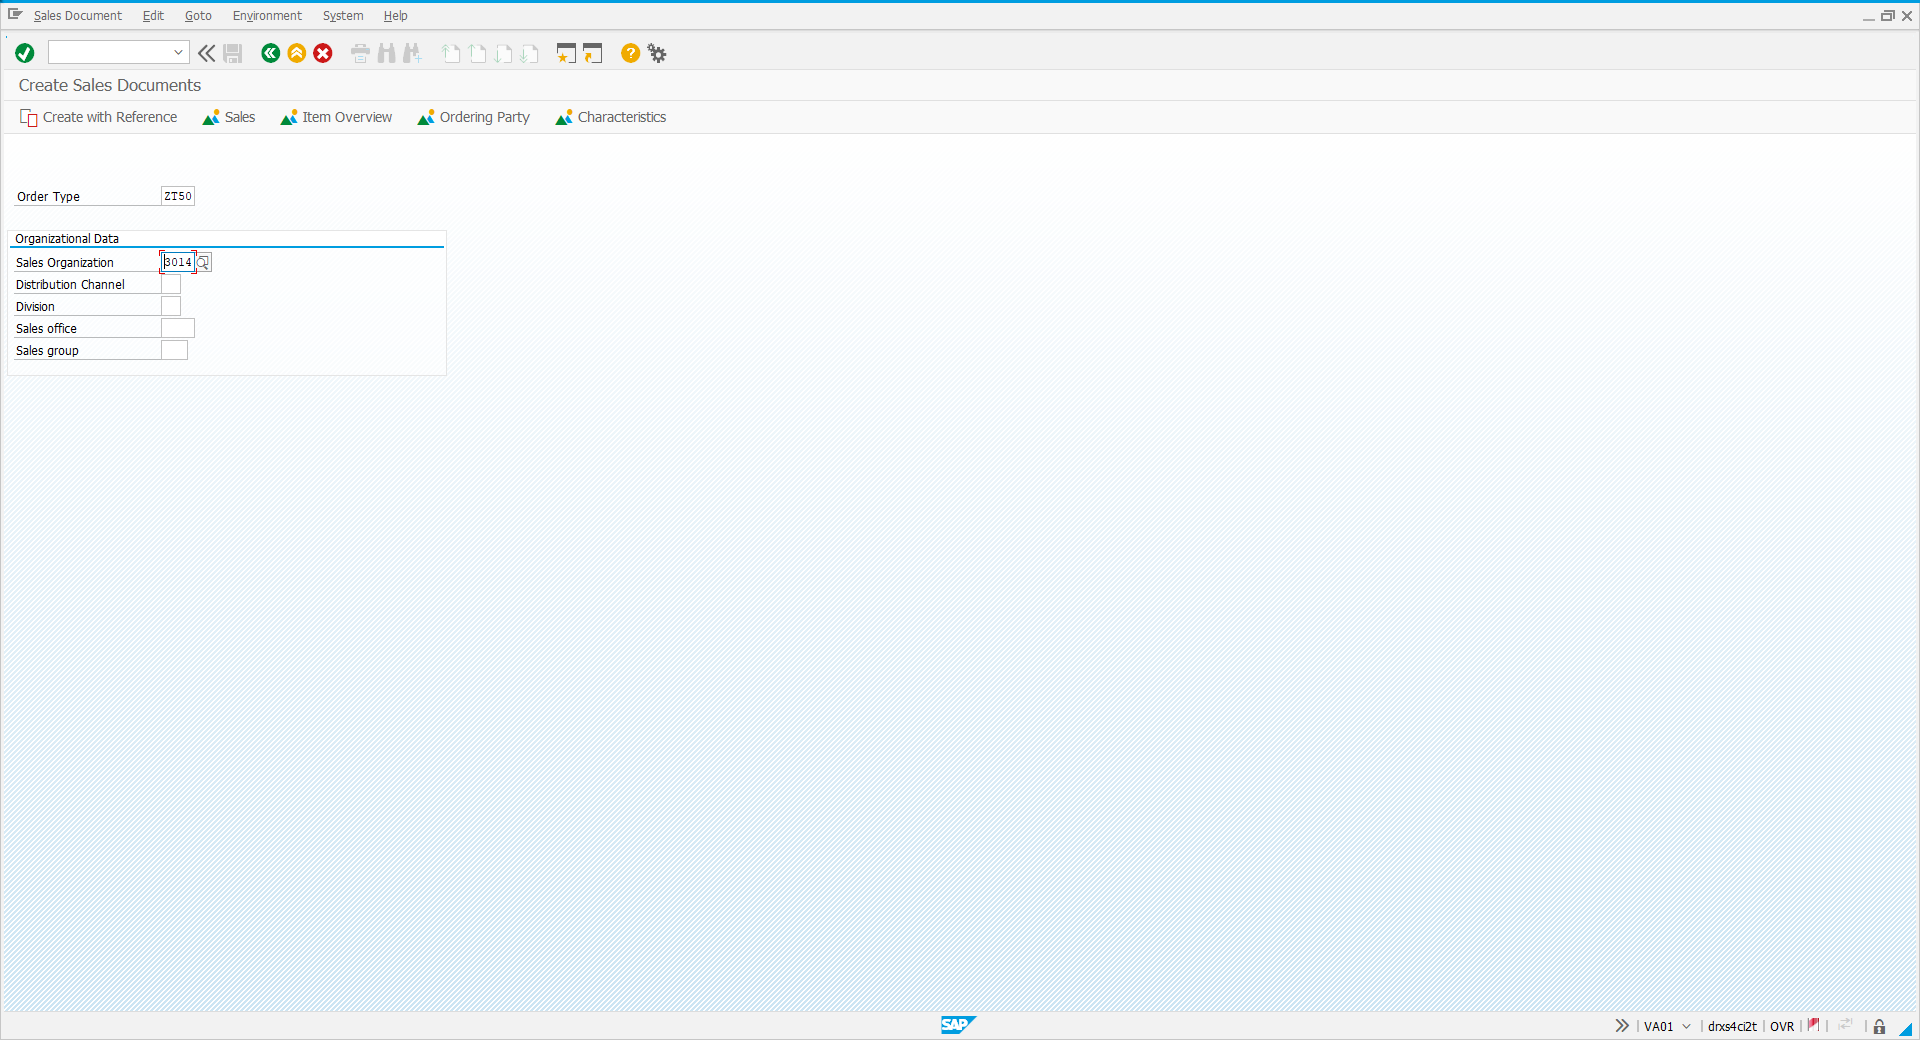 Sales Document Edit Goto Environment System Help
Create Sales Documents
Create with Reference Sales Item Overview Ordering Party Characteristics
Order Type ZT50
Organizational Data
Sales Organization 3014
Distribution Channel
Division
Sales office
Sales group
SAP VA01 drxs4ci2t OVR